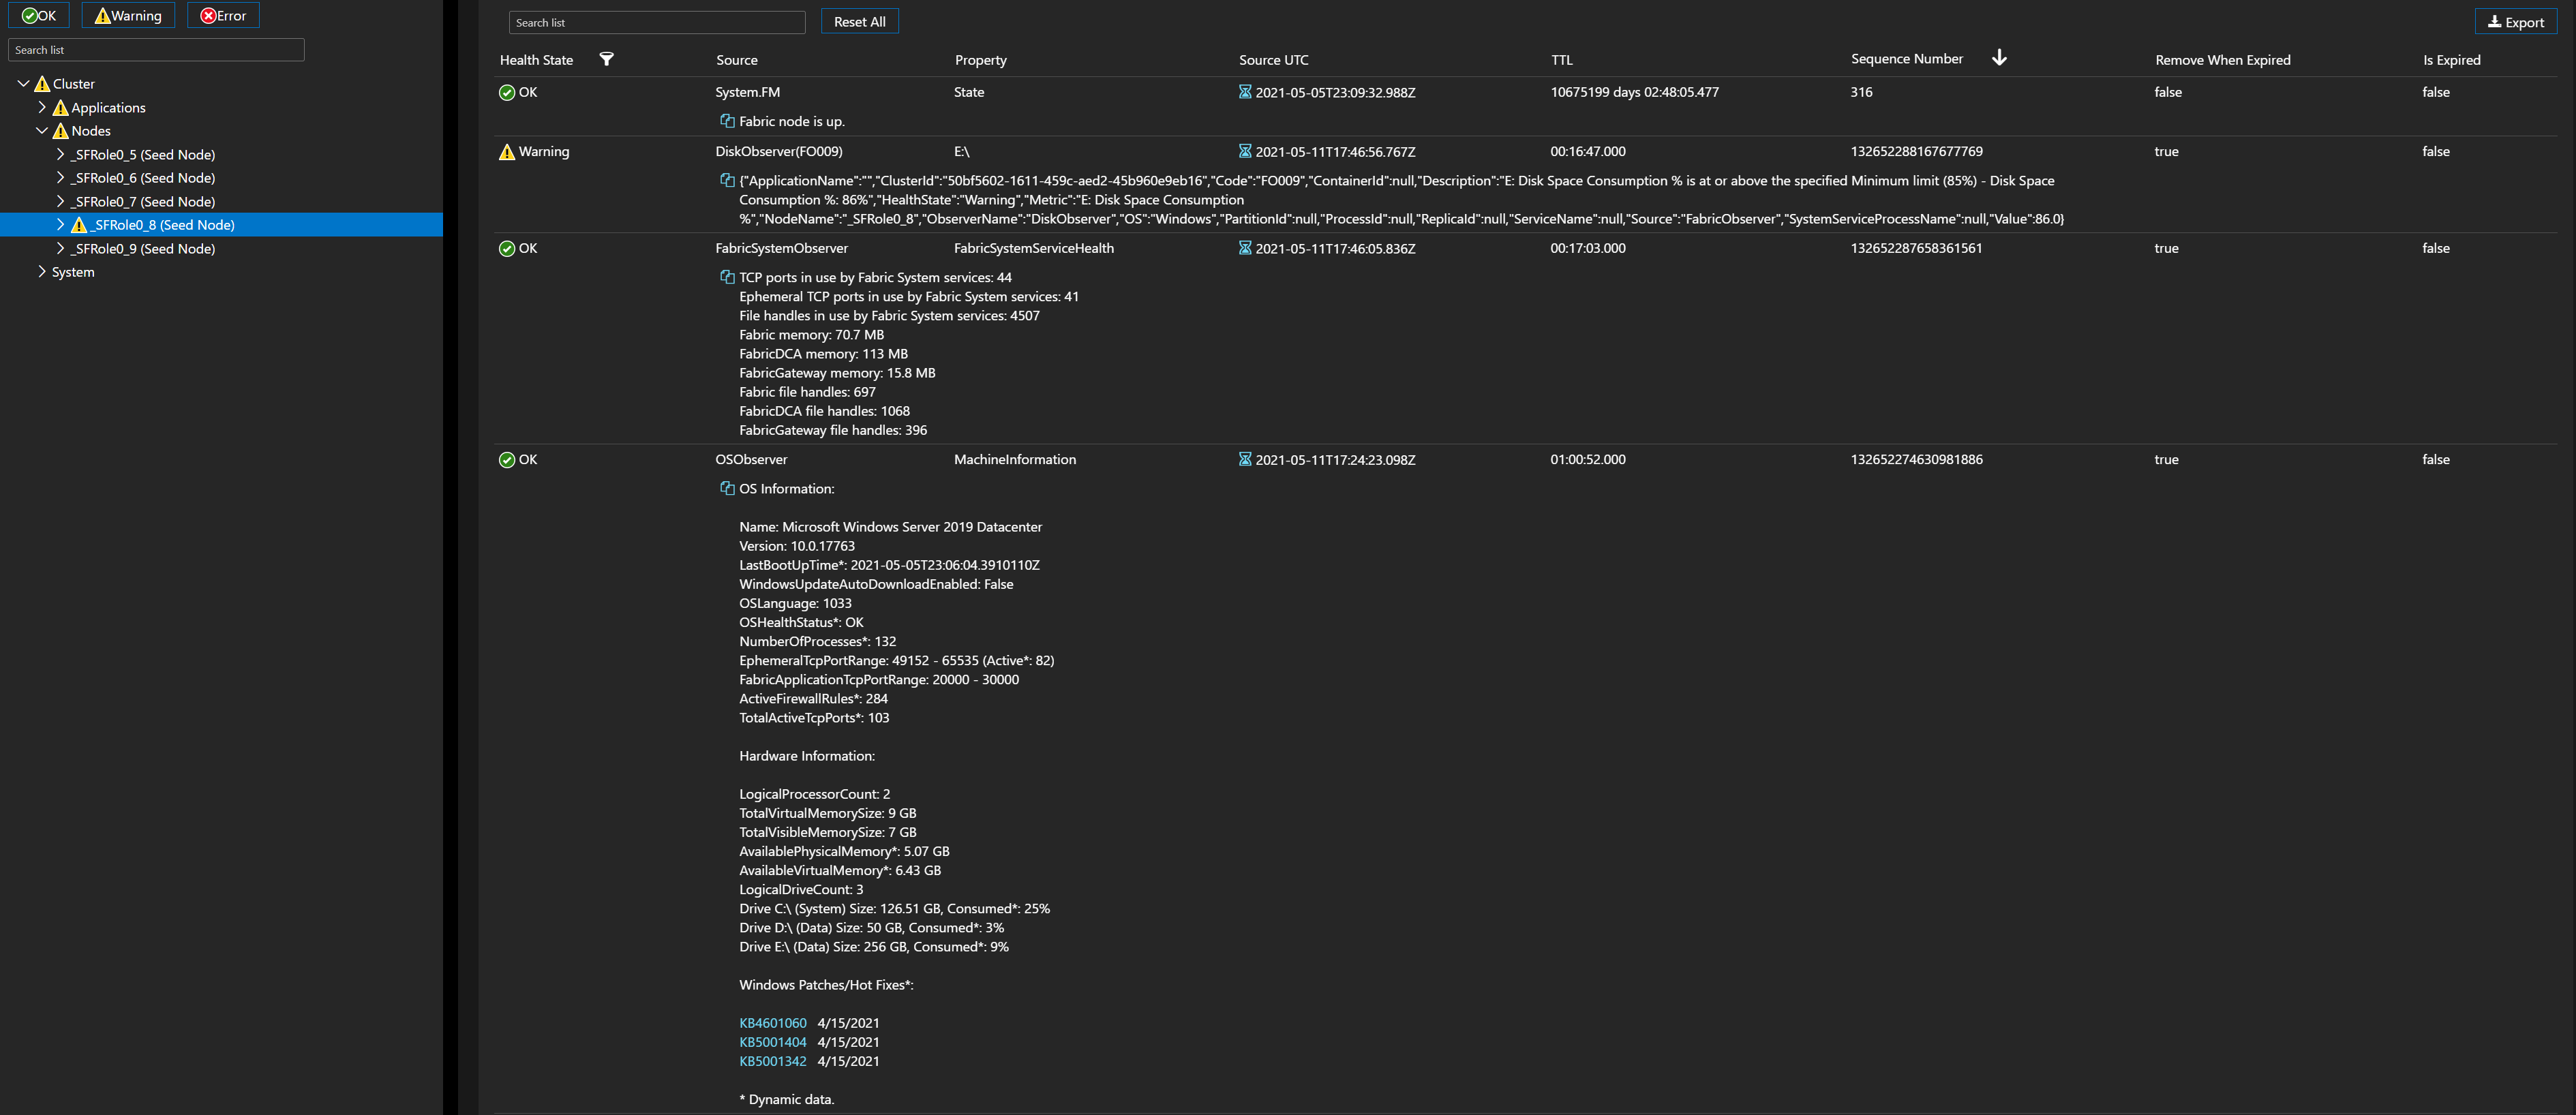 OK
Warning
Error
Search list
Cluster
Applications
Nodes
_SFRole0_5 (Seed Node)
_SFRole0_6 (Seed Node)
_SFRole0_7 (Seed Node)
_SFRole0_8 (Seed Node)
_SFRole0_9 (Seed Node)
System
Search list
Reset All
Export
Health State Source Property Source UTC TTL Sequence Number Remove When Expired Is Expired
OK System.FM State 2021-05-05T23:09:32.988Z 10675199 days 02:48:05.477 316 false false
Fabric node is up.
Warning DiskObserver(FO009) E:\ 2021-05-11T17:46:56.767Z 00:16:47.000 132652288167677769 true false
{"ApplicationName":"","ClusterId":"50bf5602-1611-459c-aed2-45b960e9eb16","Code":"FO009","ContainerId":null,"Description":"E: Disk Space Consumption % is at or above the specified Minimum limit (85%) - Disk Space
Consumption %: 86%","HealthState":"Warning","Metric":"E: Disk Space Consumption
%","NodeName":"_SFRole0_8","ObserverName":"DiskObserver","OS":"Windows","PartitionId":null,"ProcessId":null,"ReplicaId":null,"ServiceName":null,"Source":"FabricObserver","SystemServiceProcessName":null,"Value":86.0}
OK FabricSystemObserver FabricSystemServiceHealth 2021-05-11T17:46:05.836Z 00:17:03.000 132652287658361561 true false
TCP ports in use by Fabric System services: 44
Ephemeral TCP ports in use by Fabric System services: 41
File handles in use by Fabric System services: 4507
Fabric memory: 70.7 MB
FabricDCA memory: 113 MB
FabricGateway memory: 15.8 MB
Fabric file handles: 697
FabricDCA file handles: 1068
FabricGateway file handles: 396
OK OSObserver MachineInformation 2021-05-11T17:24:23.098Z 01:00:52.000 132652274630981886 true false
OS Information:
Name: Microsoft Windows Server 2019 Datacenter
Version: 10.0.17763
LastBootUpTime*: 2021-05-05T23:06:04.3910110Z
WindowsUpdateAutoDownloadEnabled: False
OSLanguage: 1033
OSHealthStatus*: OK
NumberOfProcesses*: 132
EphemeralTcpPortRange: 49152 - 65535 (Active*: 82)
FabricApplicationTcpPortRange: 20000 - 30000
ActiveFirewallRules*: 284
TotalActiveTcpPorts*: 103
Hardware Information:
LogicalProcessorCount: 2
TotalVirtualMemorySize: 9 GB
TotalVisibleMemorySize: 7 GB
AvailablePhysicalMemory*: 5.07 GB
AvailableVirtualMemory*: 6.43 GB
LogicalDriveCount: 3
Drive C:\ (System) Size: 126.51 GB, Consumed*: 25%
Drive D:\ (Data) Size: 50 GB, Consumed*: 3%
Drive E:\ (Data) Size: 256 GB, Consumed*: 9%
Windows Patches/Hot Fixes*:
KB4601060 4/15/2021
KB5001404 4/15/2021
KB5001342 4/15/2021
* Dynamic data.